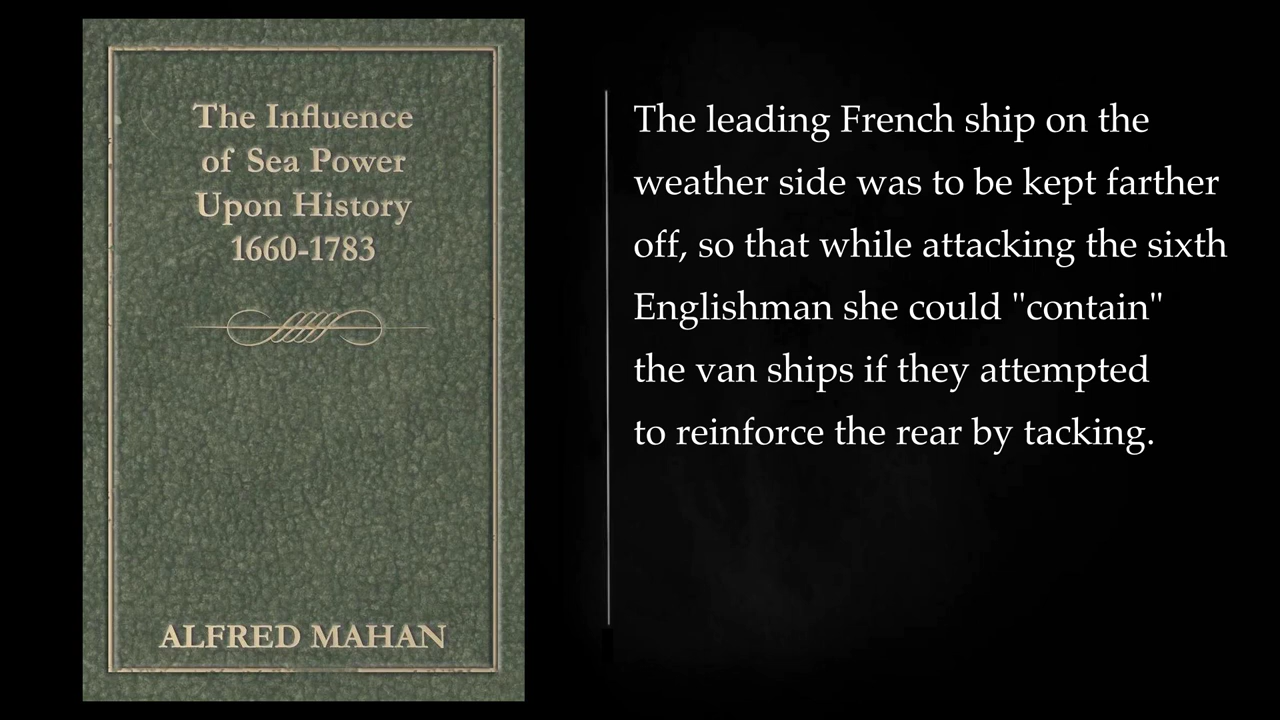 The Influence
of Sea Power
Upon History
1660-1783
ALFRED MAHAN
The leading French ship on the
weather side was to be kept farther
off, so that while attacking the sixth
Englishman she could "contain"
the van ships if they attempted
to reinforce the rear by tacking.